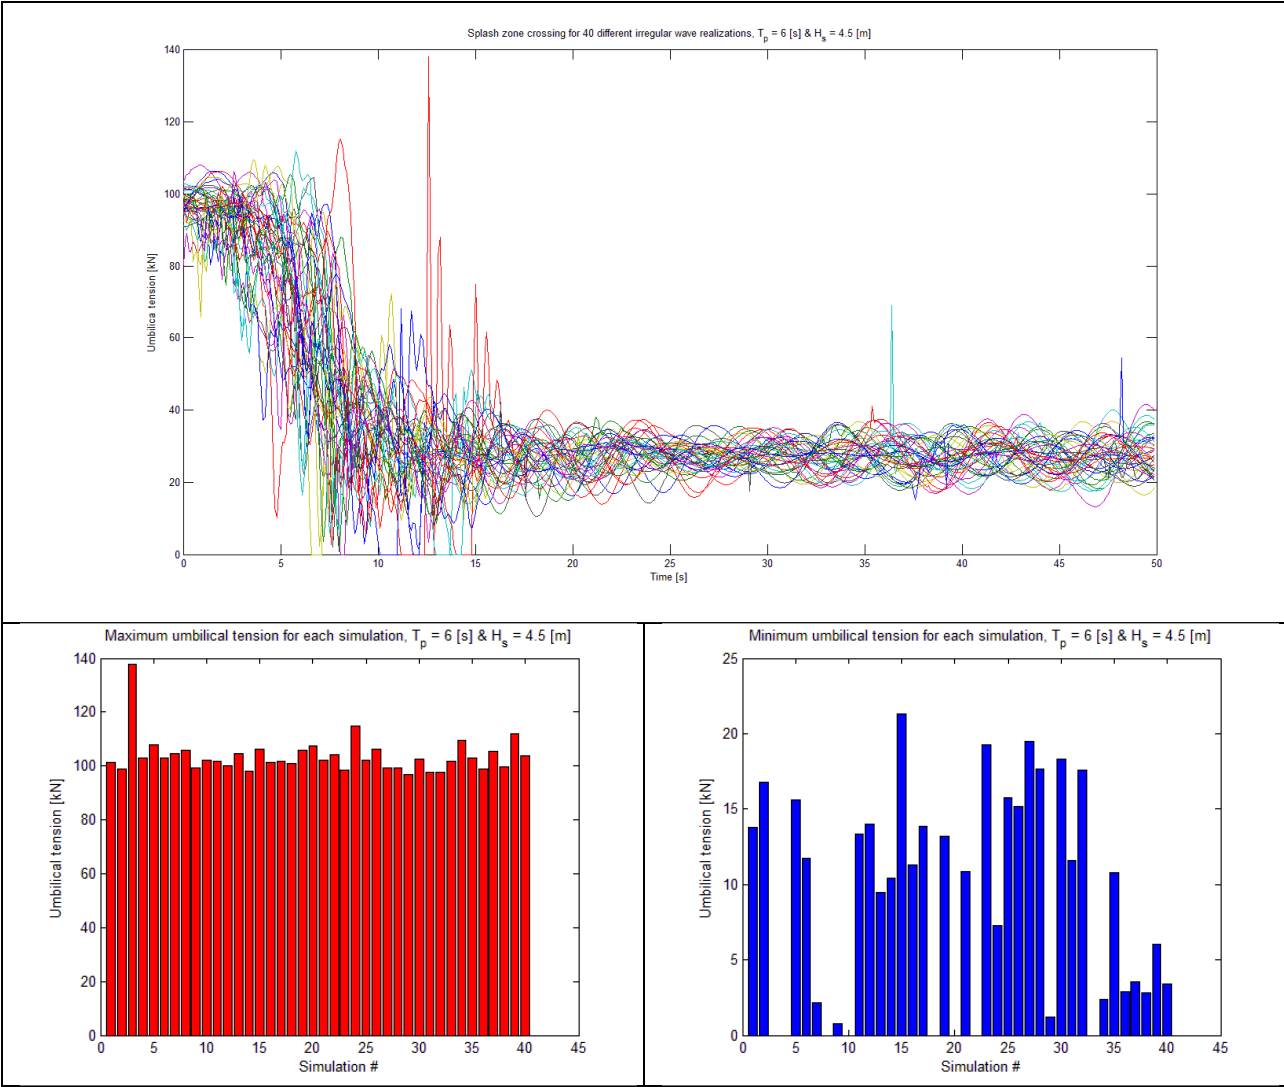 Splash zone crossing for 40 different irregular wave realizations, Tp = 6 [s] & Hs = 4.5 [m]
140
120
100
80
60
40
20
0
Umbilica tension [kN]
0 5 10 15 20 25 30 35 40 45 50
Time [s]
Maximum umbilical tension for each simulation, Tp = 6 [s] & Hs = 4.5 [m]
140
120
100
80
60
40
20
0
Umbilical tension [kN]
0 5 10 15 20 25 30 35 40 45
Simulation #
Minimum umbilical tension for each simulation, Tp = 6 [s] & Hs = 4.5 [m]
25
20
15
10
5
0
Umbilical tension [kN]
0 5 10 15 20 25 30 35 40 45
Simulation #